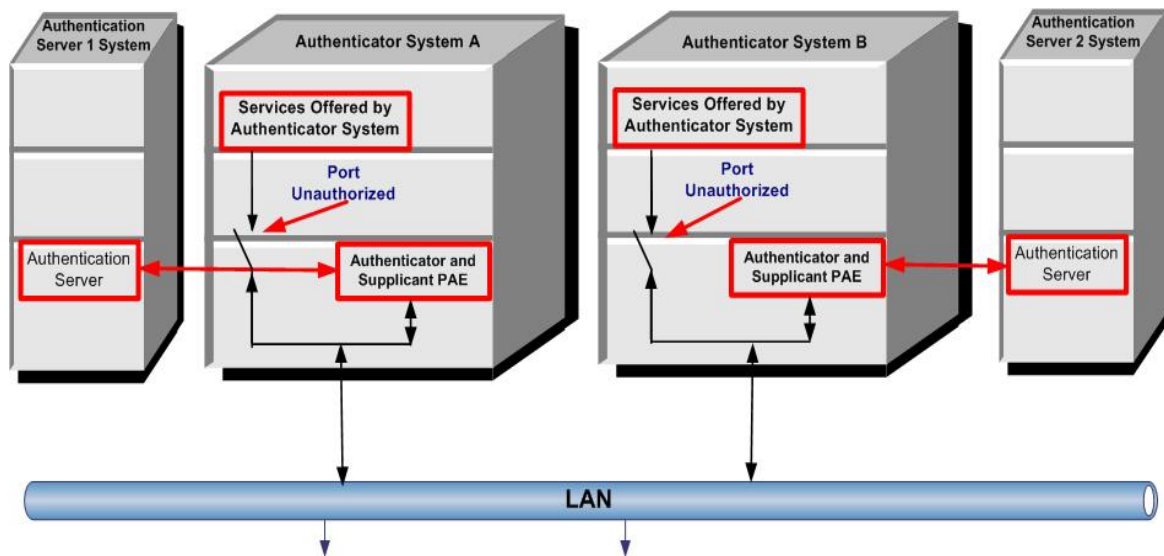 Authentication
Server 1 System
Authenticator System A
Authenticator System B
Authentication
Server 2 System
Services Offered by
Authenticator System
Services Offered by
Authenticator System
Port
Unauthorized
Port
Unauthorized
Authentication
Server
Authenticator and
Supplicant PAE
Authenticator and
Supplicant PAE
Authentication
Server
LAN